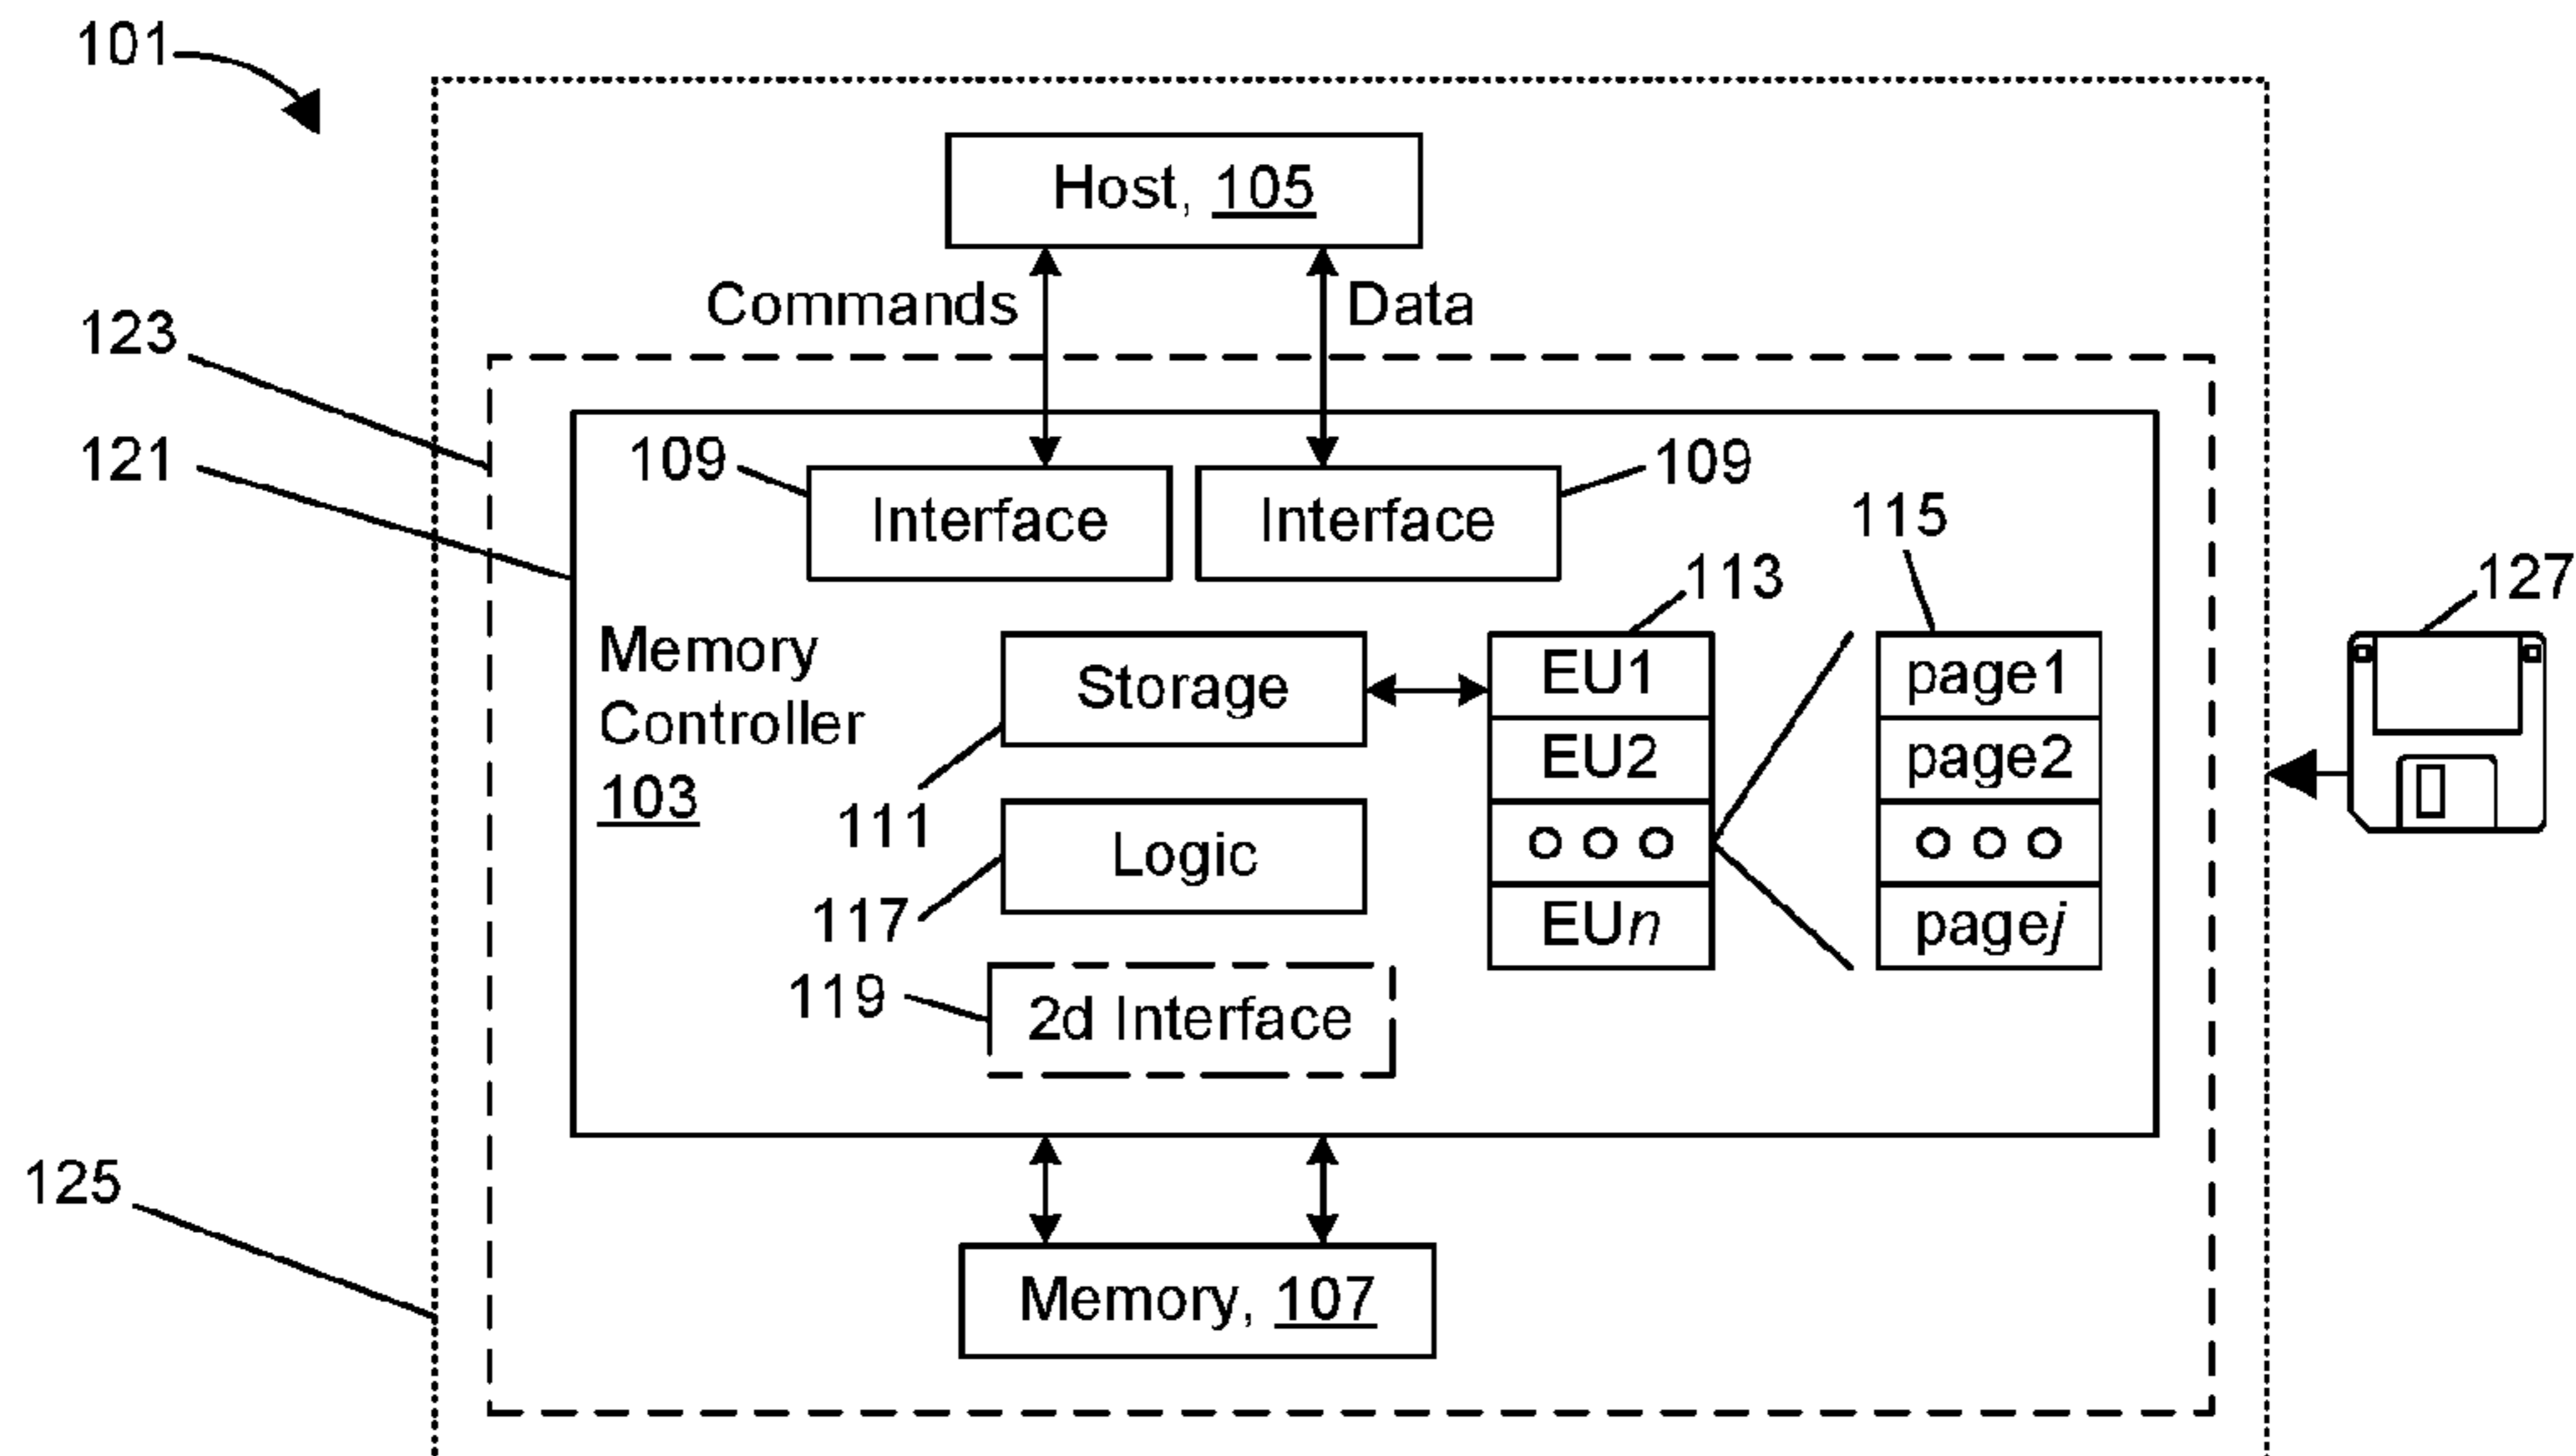 101
Host, 105
Commands
Data
123
121
109
109
Interface
Interface
115
113
127
Memory
Controller
103
Storage
111
Logic
117
119
2d Interface
EU1
EU2
EUn
page1
page2
pagej
125
Memory, 107